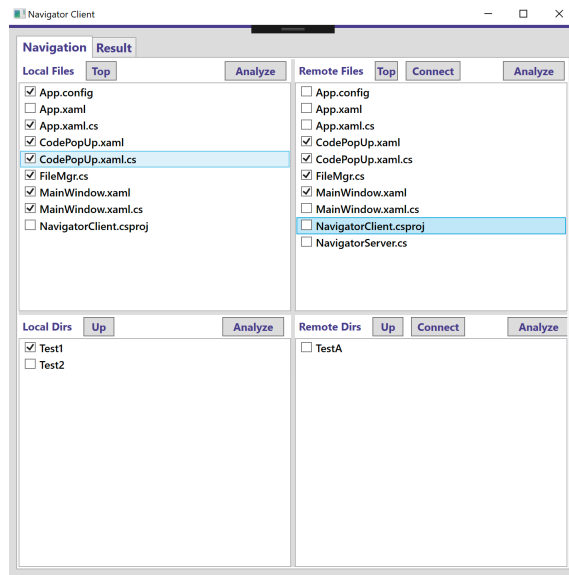 Navigator Client
Navigation Result
Local Files Top Analyze
App.config
App.xaml
App.xaml.cs
CodePopUp.xaml
CodePopUp.xaml.cs
FileMgr.cs
MainWindow.xaml
MainWindow.xaml.cs
NavigatorClient.csproj
Remote Files Top Connect Analyze
App.config
App.xaml
App.xaml.cs
CodePopUp.xaml
CodePopUp.xaml.cs
FileMgr.cs
MainWindow.xaml
MainWindow.xaml.cs
NavigatorClient.csproj
NavigatorServer.cs
Local Dirs Up Analyze
Test1
Test2
Remote Dirs Up Connect Analyze
TestA